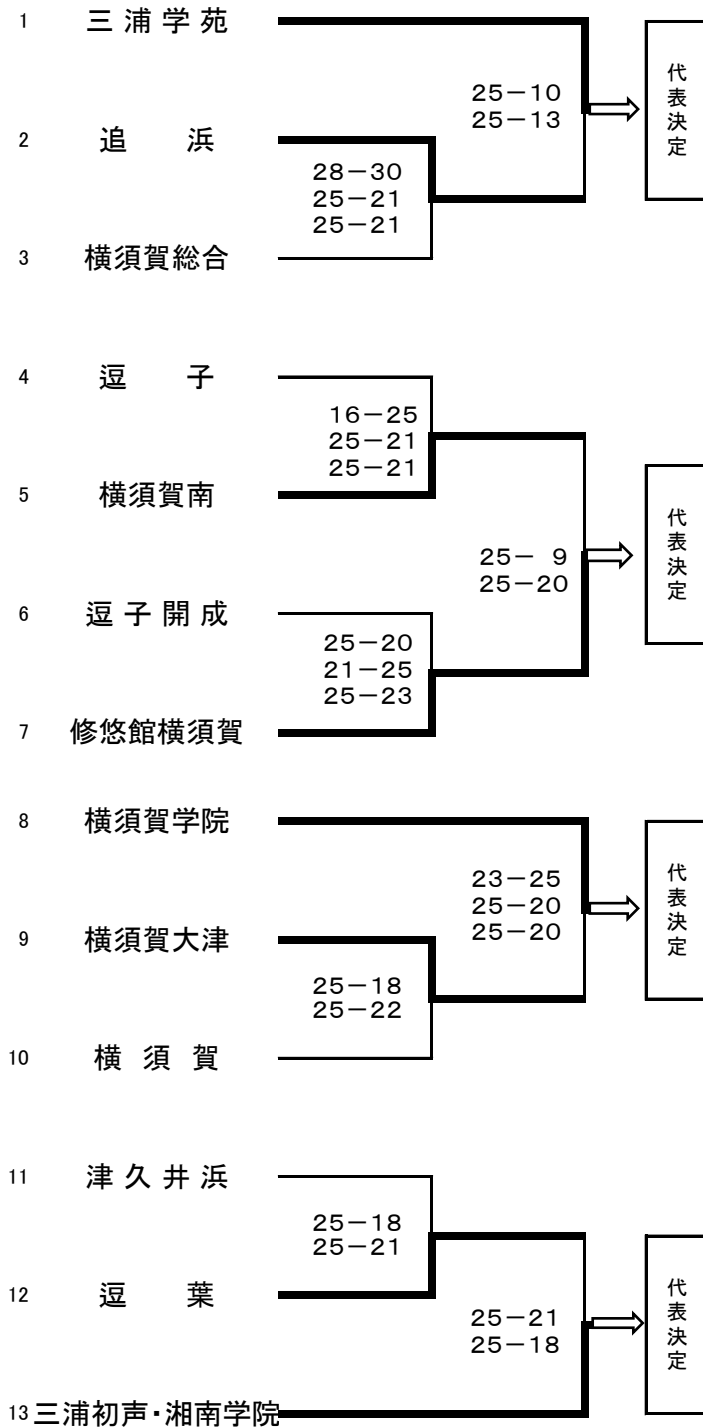 1 三浦学苑
25-10
25-13
代表決定
2 追 浜
28-30
25-21
25-21
3 横須賀総合
4 逗 子
16-25
25-21
25-21
5 横須賀南
25- 9
25-20
代表決定
6 逗子開成
25-20
21-25
25-23
7 修悠館横須賀
8 横須賀学院
23-25
25-20
25-20
代表決定
9 横須賀大津
25-18
25-22
10 横須賀
11 津久井浜
25-18
25-21
12 逗 葉
25-21
25-18
代表決定
13 三浦初声・湘南学院